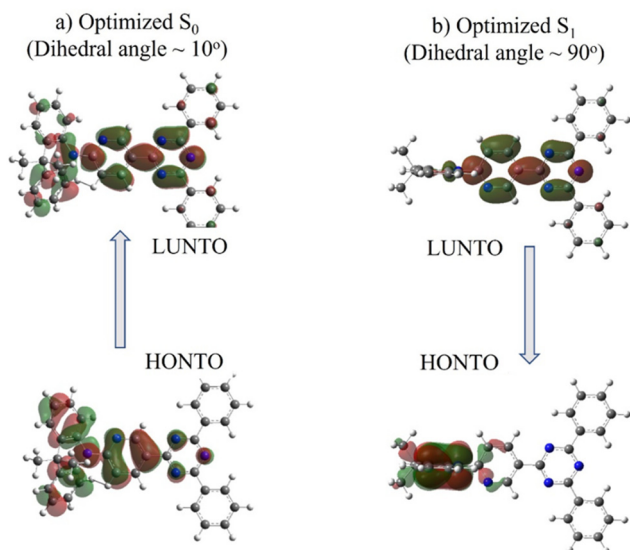 a) Optimized S₀
(Dihedral angle ~ 10°)
LUNTO
HONTO
b) Optimized S₁
(Dihedral angle ~ 90°)
LUNTO
HONTO